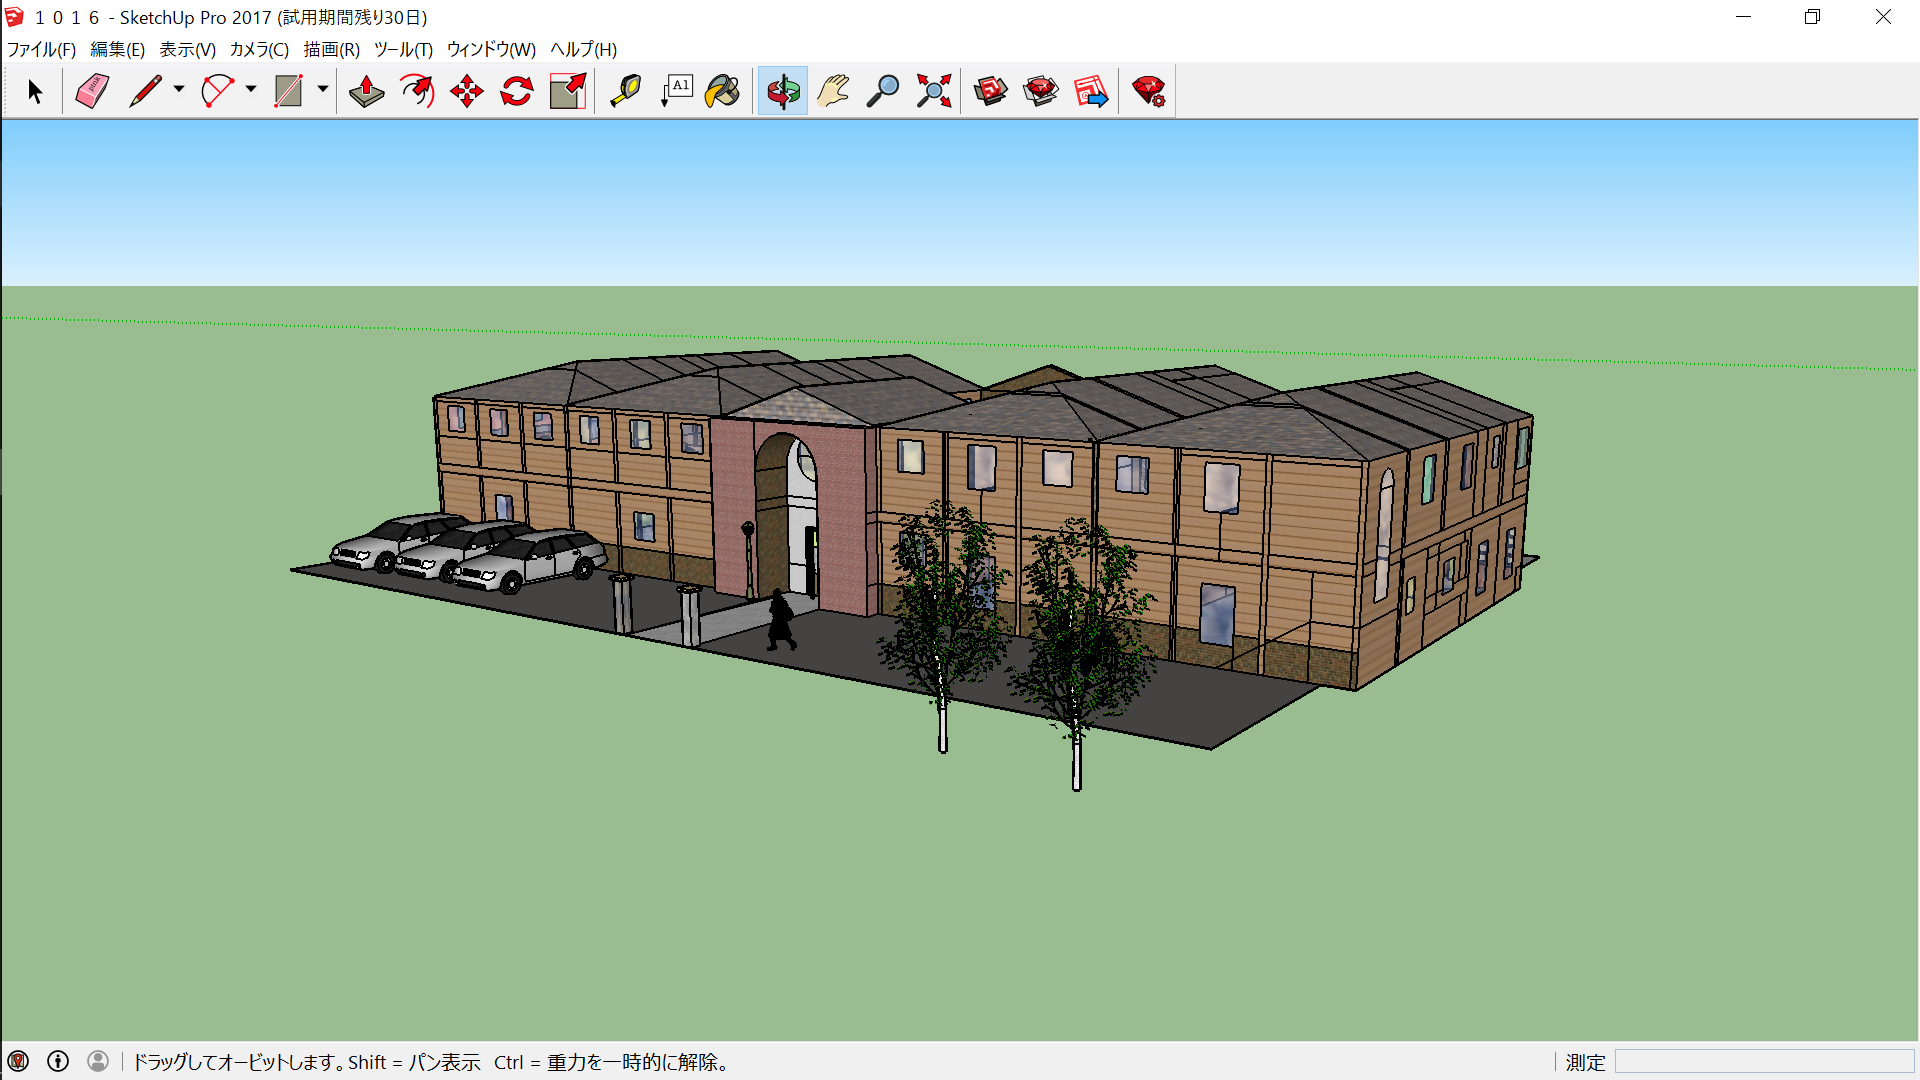 １０１６ - SketchUp Pro 2017 (試用期間残り30日)
ファイル(F) 編集(E) 表示(V) カメラ(C) 描画(R) ツール(T) ウィンドウ(W) ヘルプ(H)
A1
ドラッグしてオービットします。Shift = パン表示 Ctrl = 重力を一時的に解除。
測定